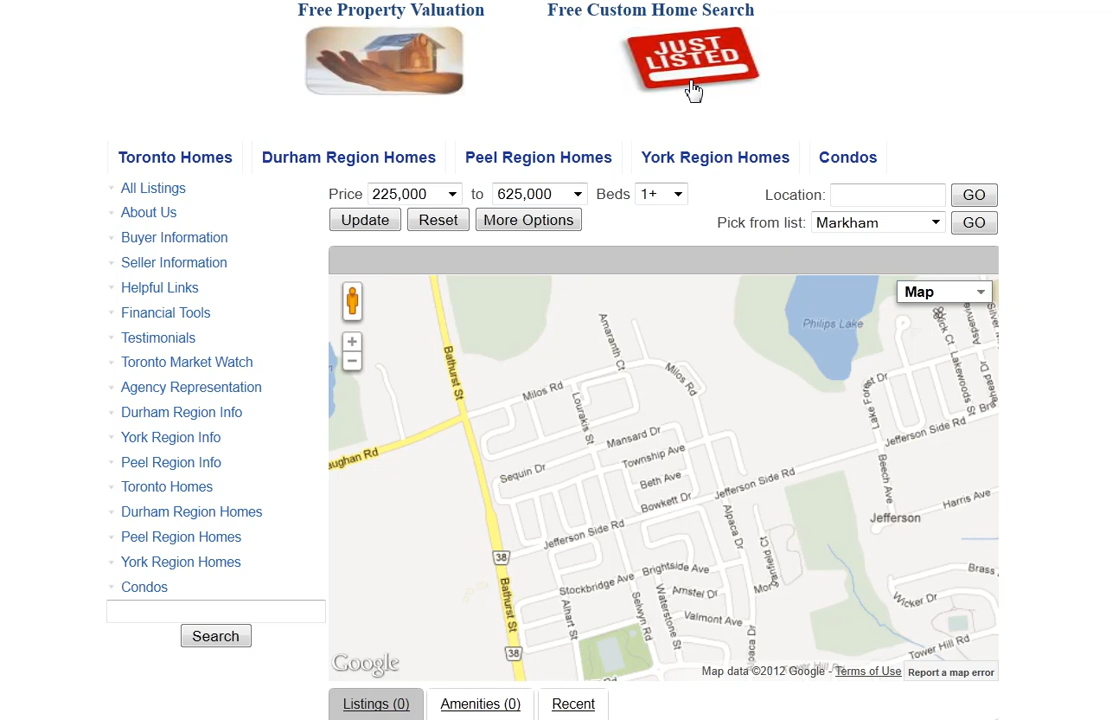 Free Property Valuation
Free Custom Home Search
JUST
LISTED
Toronto Homes
Durham Region Homes
Peel Region Homes
York Region Homes
Condos
All Listings
About Us
Buyer Information
Seller Information
Helpful Links
Financial Tools
Testimonials
Toronto Market Watch
Agency Representation
Durham Region Info
York Region Info
Peel Region Info
Toronto Homes
Durham Region Homes
Peel Region Homes
York Region Homes
Condos
Search
Price 225,000 to 625,000 Beds 1+
Location: GO
Update Reset More Options
Pick from list: Markham GO
Map
Philips Lake
Bathurst St
Amaranth Ct
Milos Rd
Milos Rd
Lourakis St
Mansard Dr
Township Ave
Sequin Dr
Beth Ave
Bowkett Dr
aughan Rd
Jefferson Side Rd
Jefferson Side Rd
Jefferson Side Rd
Beech Ave
Harris Ave
Jefferson
Alpaca Dr
38
Brightside Ave
Stockbridge Ave
Amstel Dr
Valmont Ave
Bathurst St
Alhart St
Selwyn Rd
Waterstone St
Brass
Wicker Dr
Tower Hill Rd
38
Google
Map data ©2012 Google - Terms of Use
Report a map error
Listings (0)
Amenities (0)
Recent